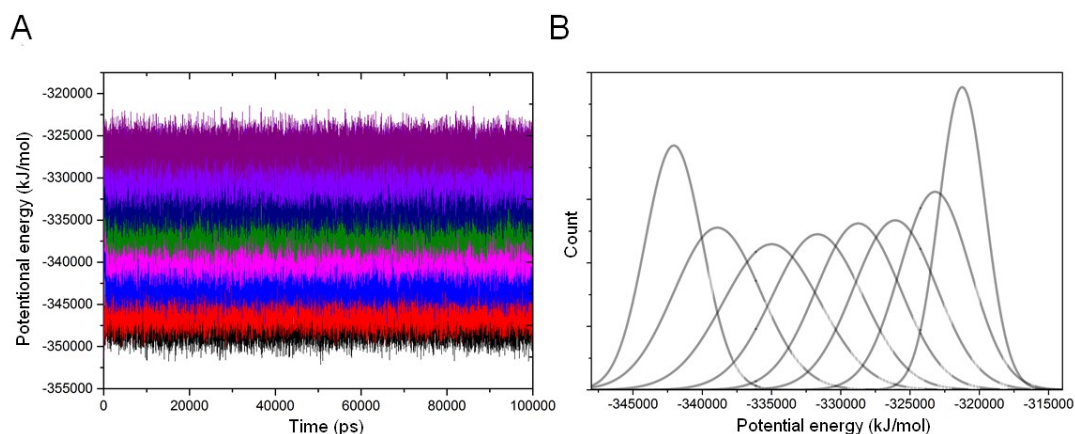 A
B
-320000
-325000
-330000
-335000
-340000
-345000
-350000
-355000
Potentional energy (kJ/mol)
0 20000 40000 60000 80000 100000
Time (ps)
Count
-345000 -340000 -335000 -330000 -325000 -320000 -315000
Potential energy (kJ/mol)